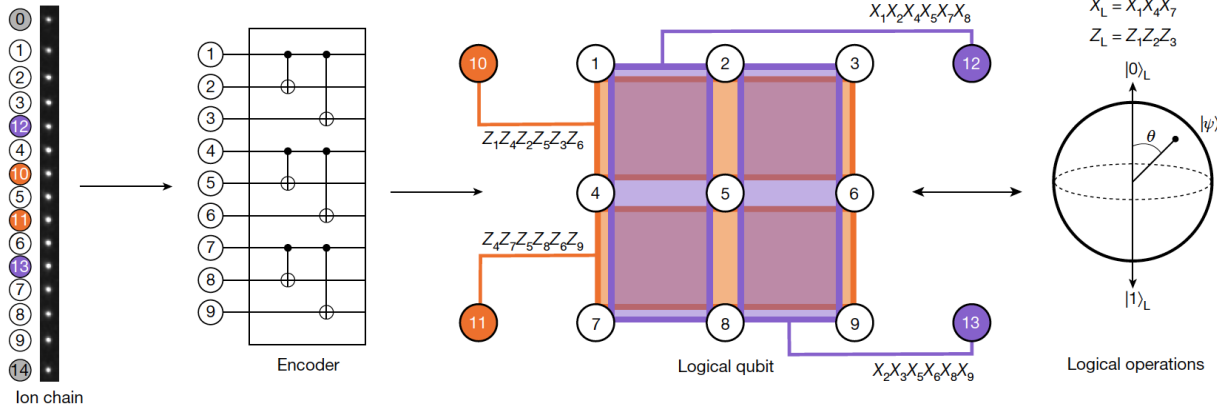 0
1
2
3
12
4
10
5
11
6
13
7
8
9
14
Ion chain
1
2
3
4
5
6
7
8
9
Encoder
10
11
Z₁Z₄Z₂Z₅Z₃Z₆
Z₄Z₇Z₅Z₈Z₆Z₉
X₁X₂X₄X₅X₇X₈
1 2 3
4 5 6
7 8 9
12
13
X₂X₃X₅X₆X₈X₉
Logical qubit
X_L = X₁X₄X₇
Z_L = Z₁Z₂Z₃
|0⟩_L
θ
|ψ⟩
|1⟩_L
Logical operations